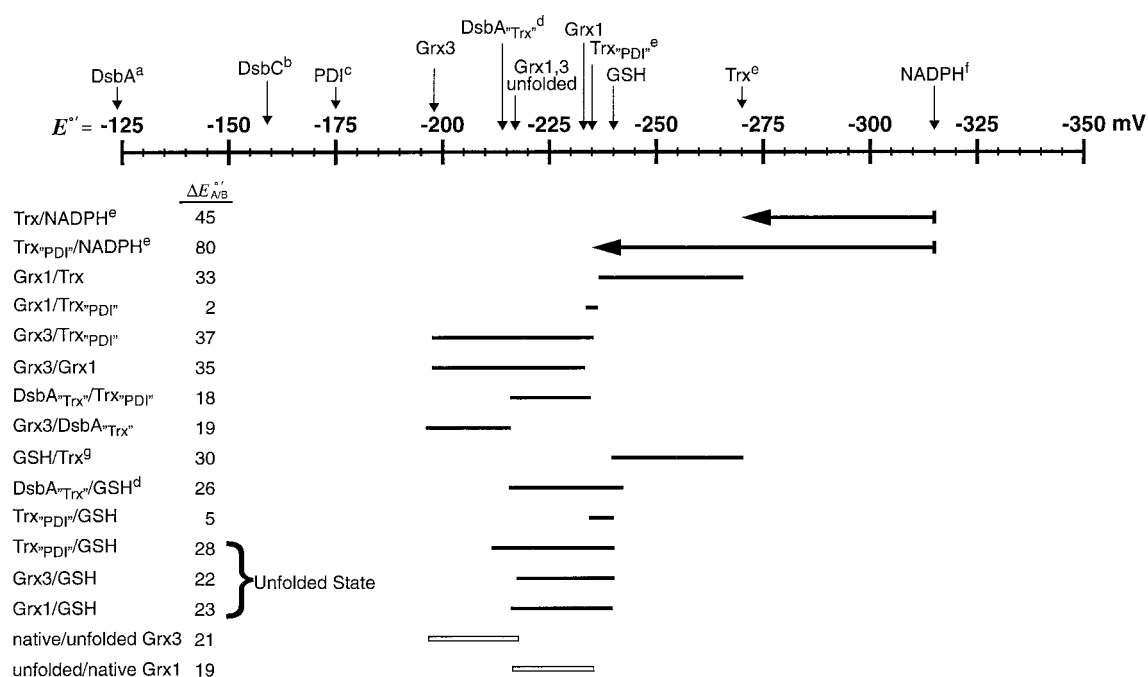 DsbA"Trx"d
Grx1
Grx3
Trx"PDI"e
DsbAa
DsbCb
PDIc
Grx1,3
unfolded
GSH
Trxe
NADPHf
E°' = -125 -150 -175 -200 -225 -250 -275 -300 -325 -350 mV
ΔE°'A/B
Trx/NADPHe 45
Trx"PDI"/NADPHe 80
Grx1/Trx 33
Grx1/Trx"PDI" 2
Grx3/Trx"PDI" 37
Grx3/Grx1 35
DsbA"Trx"/Trx"PDI" 18
Grx3/DsbA"Trx" 19
GSH/Trxg 30
DsbA"Trx"/GSHd 26
Trx"PDI"/GSH 5
Trx"PDI"/GSH 28
Grx3/GSH 22 Unfolded State
Grx1/GSH 23
native/unfolded Grx3 21
unfolded/native Grx1 19